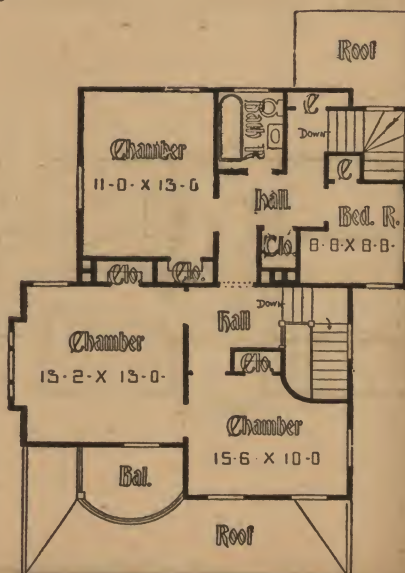 Roof
C
Bath R
Down
Chamber
11-0 X 13-6
C
Hall
Bed. R.
8-8 X 8-8-
Clo.
Clo.
Clo.
Hall
Down
Chamber
13-2- X 13-0-
Clo.
Chamber
15-6 X 10-0
Bal.
Roof